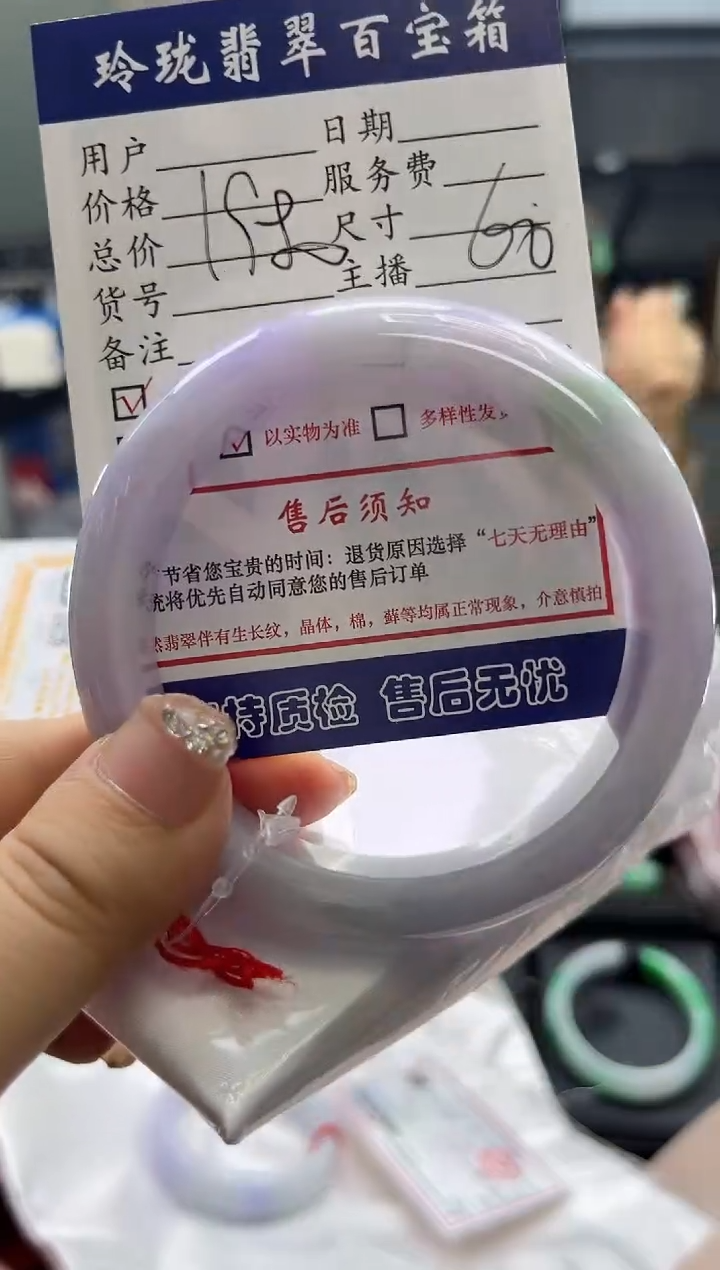 玲珑翡翠百宝箱
用户 日期
价格 服务费
总价 尺寸
货号 主播
备注
以实物为准 多样性发
售后须知
节省您宝贵的时间：退货原因选择“七天无理由”
统将优先自动同意您的售后订单
然翡翠伴有生长纹，晶体，棉，藓等均属正常现象，介意慎拍
持质检 售后无忧